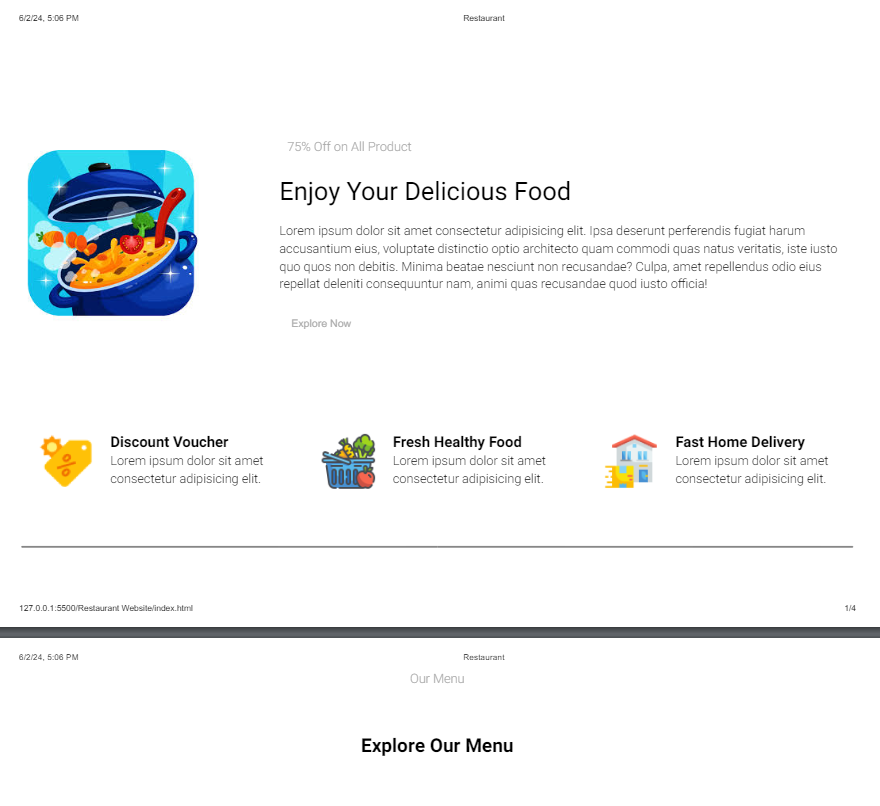 6/2/24, 5:06 PM
Restaurant
75% Off on All Product
Enjoy Your Delicious Food
Lorem ipsum dolor sit amet consectetur adipisicing elit. Ipsa deserunt perferendis fugiat harum
accusantium eius, voluptate distinctio optio architecto quam commodi quas natus veritatis, iste iusto
quo quos non debitis. Minima beatae nesciunt non recusandae? Culpa, amet repellendus odio eius
repellat deleniti consequuntur nam, animi quas recusandae quod iusto officia!
Explore Now
Discount Voucher
Lorem ipsum dolor sit amet
consectetur adipisicing elit.
Fresh Healthy Food
Lorem ipsum dolor sit amet
consectetur adipisicing elit.
Fast Home Delivery
Lorem ipsum dolor sit amet
consectetur adipisicing elit.
127.0.0.1:5500/Restaurant Website/index.html
1/4
6/2/24, 5:06 PM
Restaurant
Our Menu
Explore Our Menu